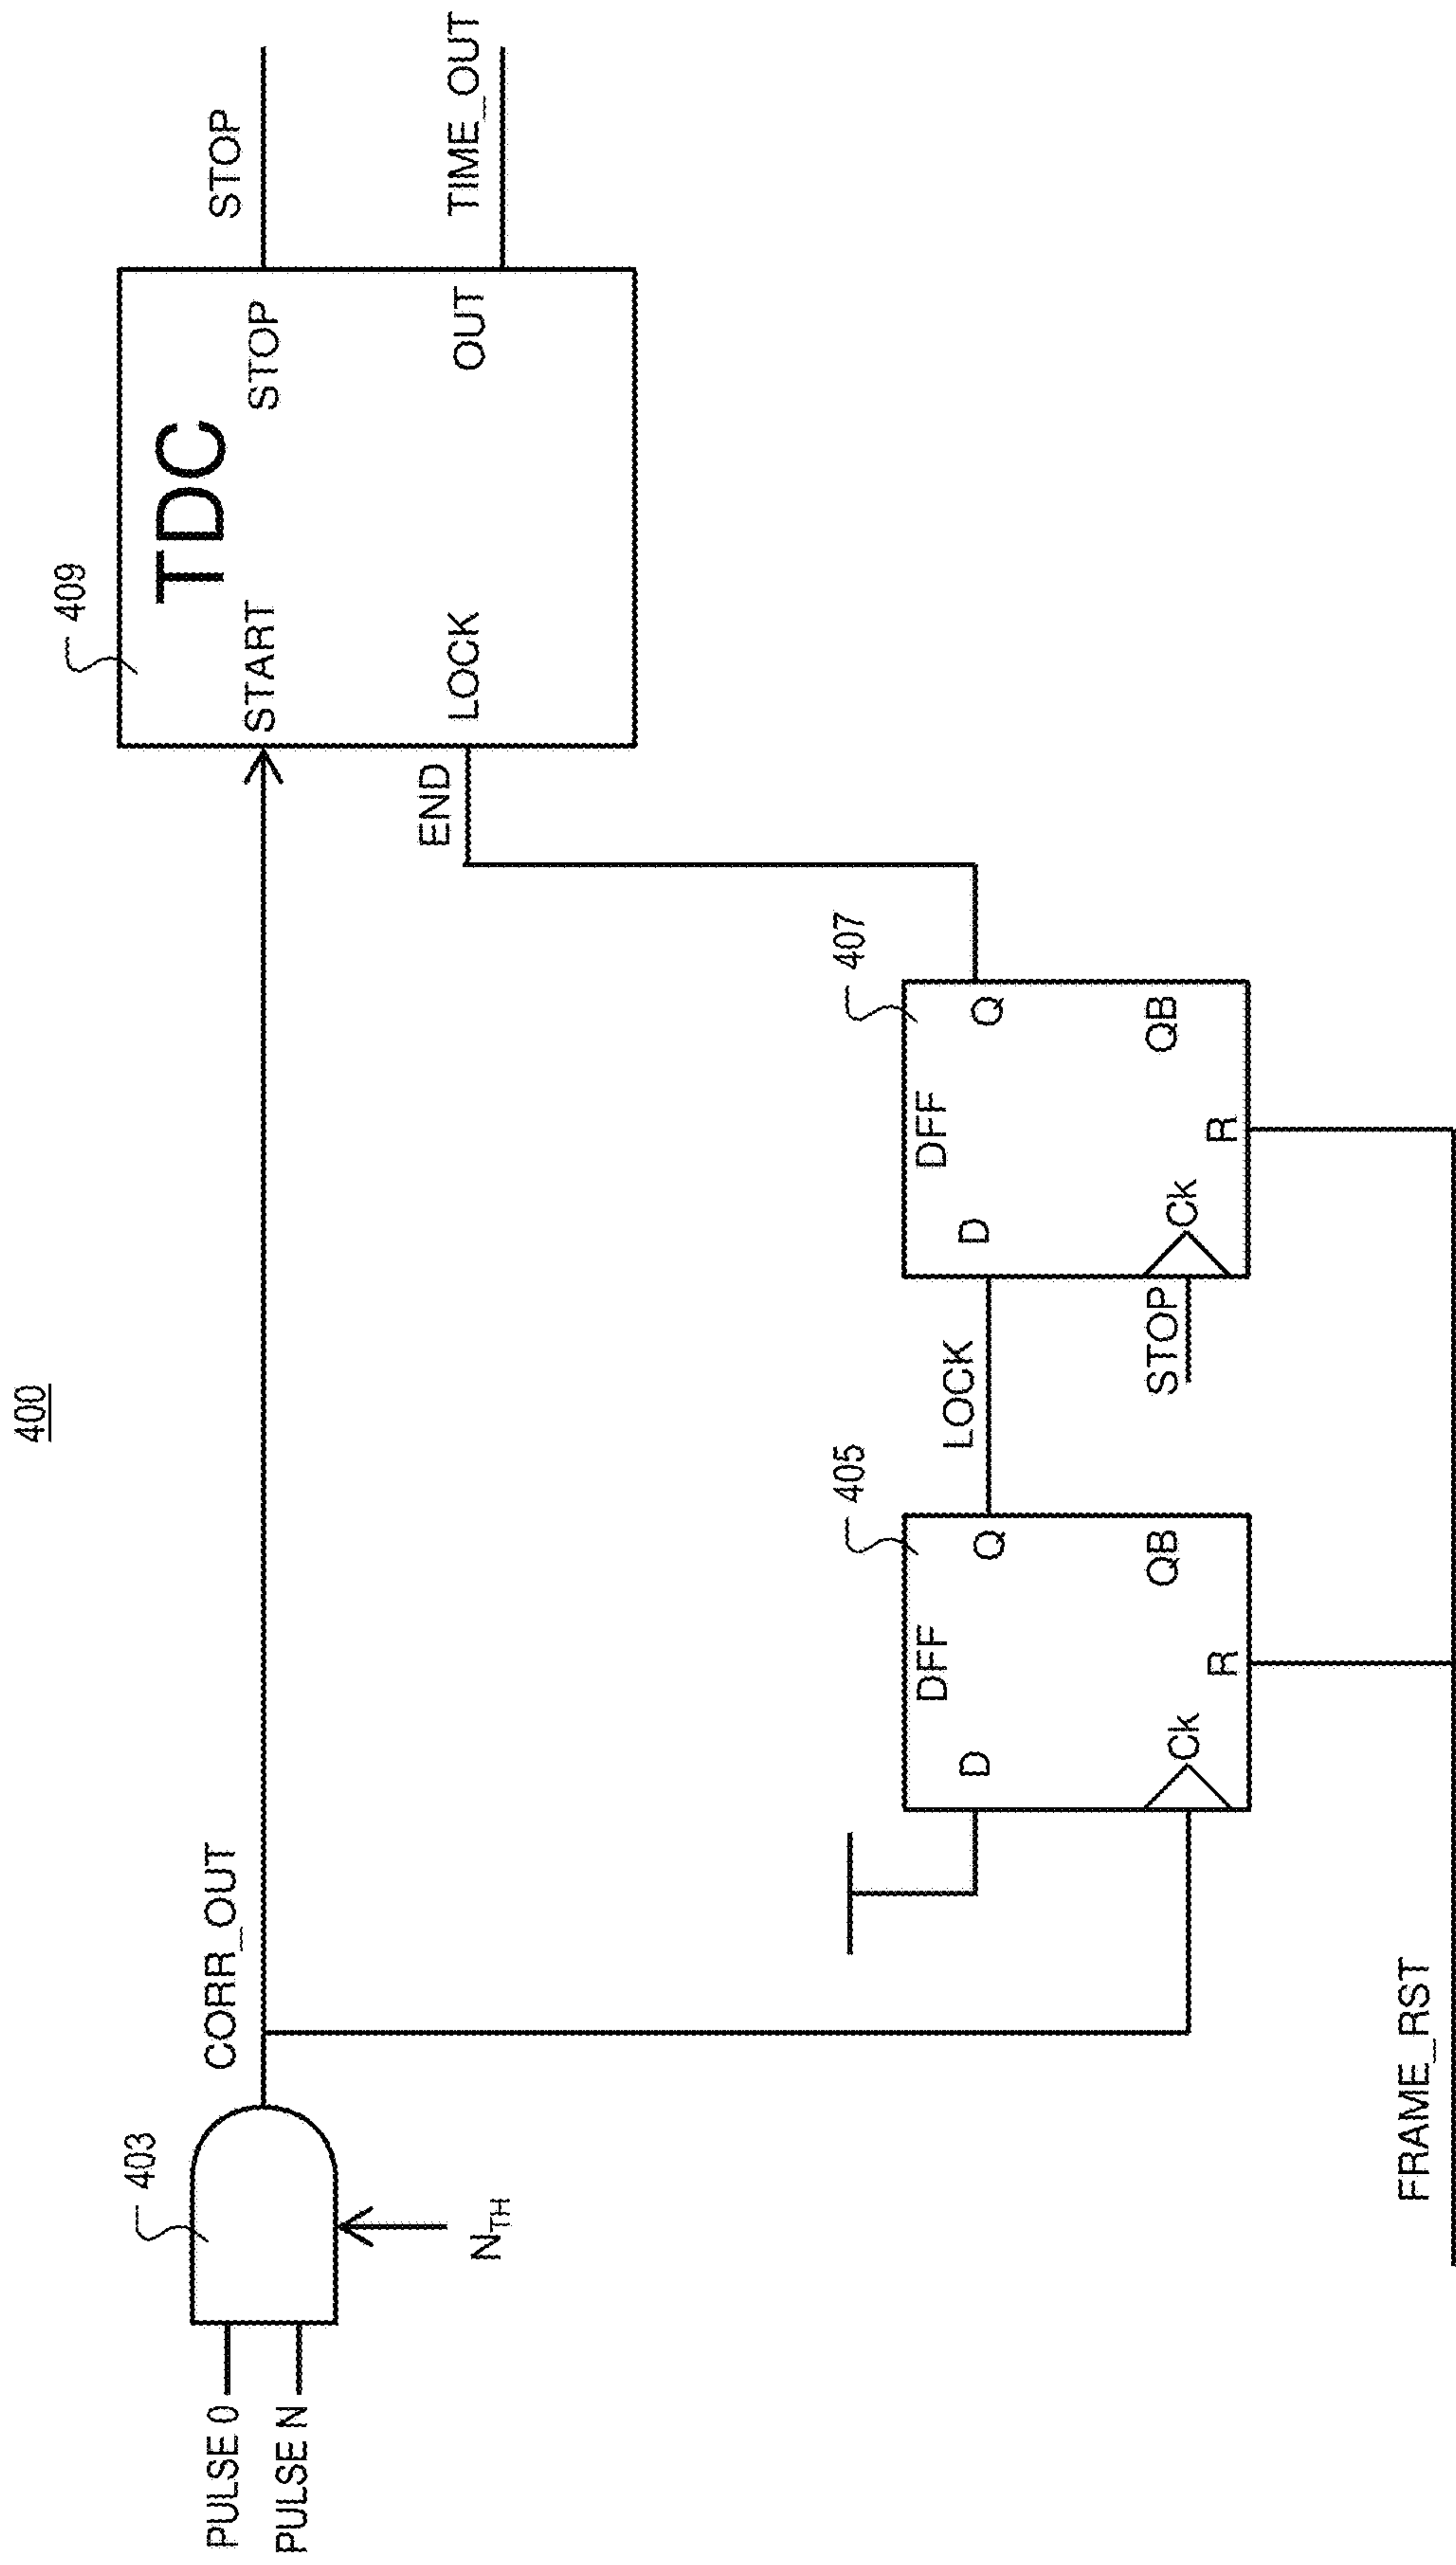 400
PULSE 0
PULSE N
403
N_TH
CORR_OUT
409
TDC
START
STOP
STOP
END
LOCK
OUT
TIME_OUT
405
DFF
D
Q
Ck
QB
R
LOCK
407
DFF
D
Q
STOP
Ck
QB
R
FRAME_RST